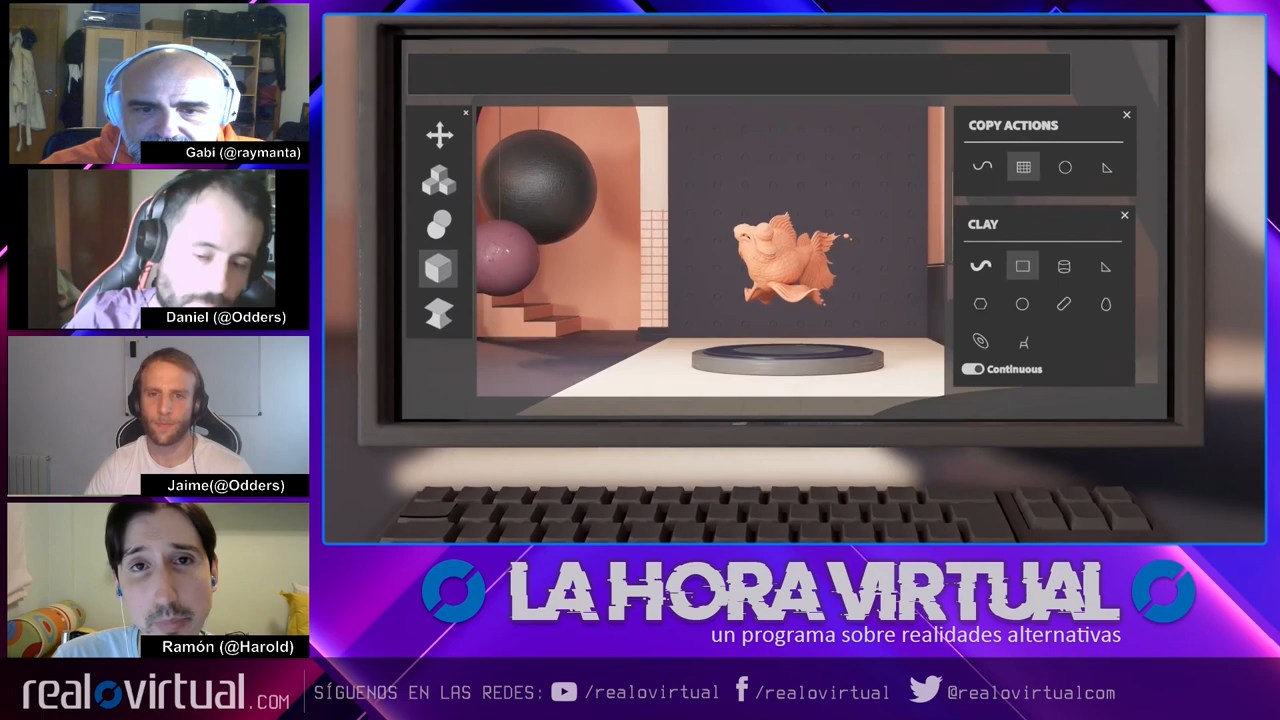 Gabi (@raymanta)
Daniel (@Odders)
Jaime(@Odders)
Ramón (@Harold)
COPY ACTIONS
CLAY
Continuous
LA HORA VIRTUAL
un programa sobre realidades alternativas
realovirtual.COM
SÍGUENOS EN LAS REDES: /realovirtual /realovirtual @realovirtualcom